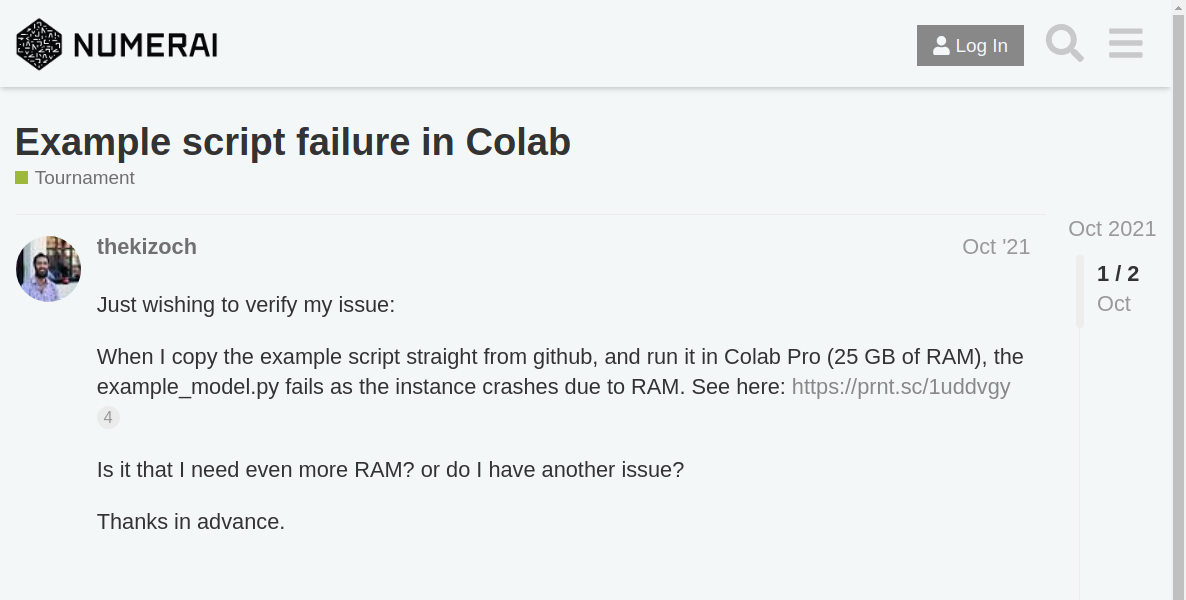 NUMERAI
Log In
Example script failure in Colab
Tournament
thekizoch
Oct '21
Oct 2021
1 / 2
Oct
Just wishing to verify my issue:
When I copy the example script straight from github, and run it in Colab Pro (25 GB of RAM), the
example_model.py fails as the instance crashes due to RAM. See here: https://prnt.sc/1uddvgy
4
Is it that I need even more RAM? or do I have another issue?
Thanks in advance.